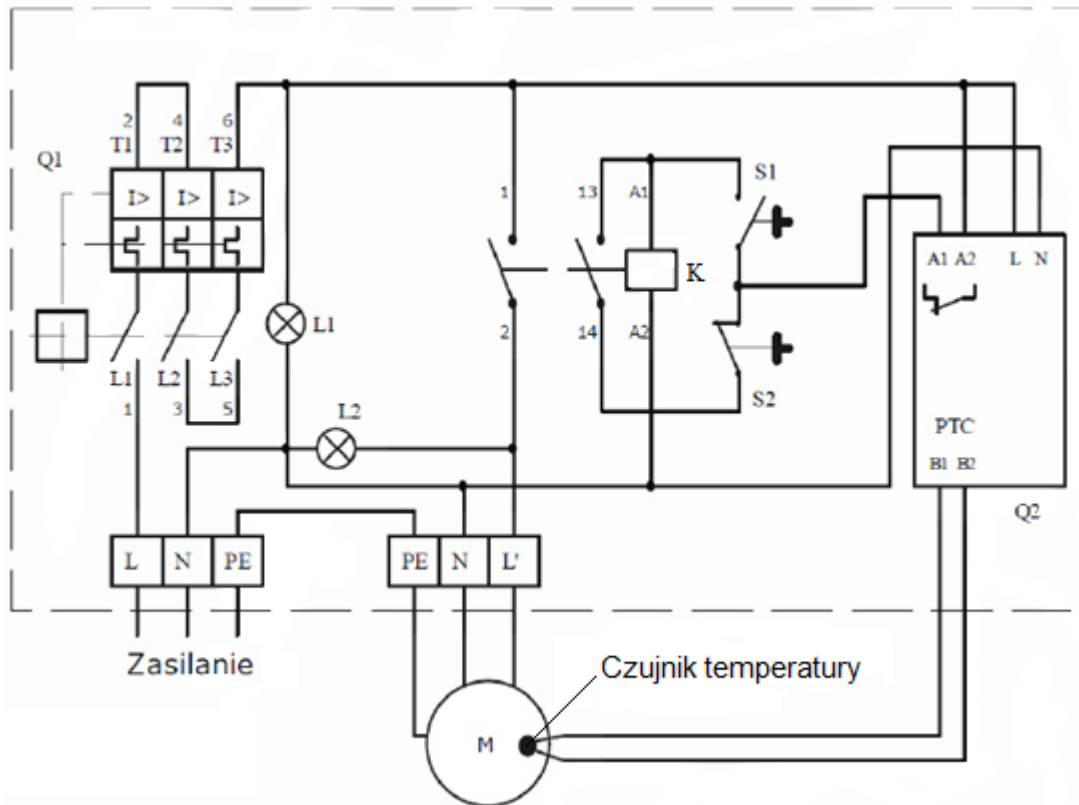 2 4 6
T1 T2 T3
Q1
I> I> I>
L1 L2 L3
1 3 5
L1
L2
1
2
13 A1
14 A2
K
S1
S2
A1 A2 L N
PTC
B1 B2
Q2
L N PE
PE N L'
Zasilanie
Czujnik temperatury
M